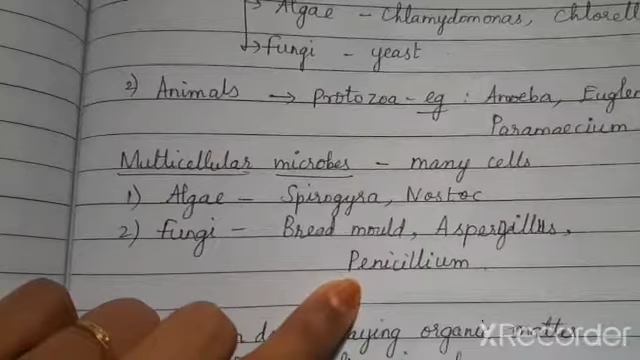 Algae - Chlamydomonas, Chlorell
Fungi - yeast
2) Animals → Protozoa - eg : Amoeba, Eugle
Paramaecium
Multicellular microbes - many cells
1) Algae - Spirogyra, Nostoc
2) Fungi - Bread mould, Aspergillus,
Penicillium
organic matter
XRecorder